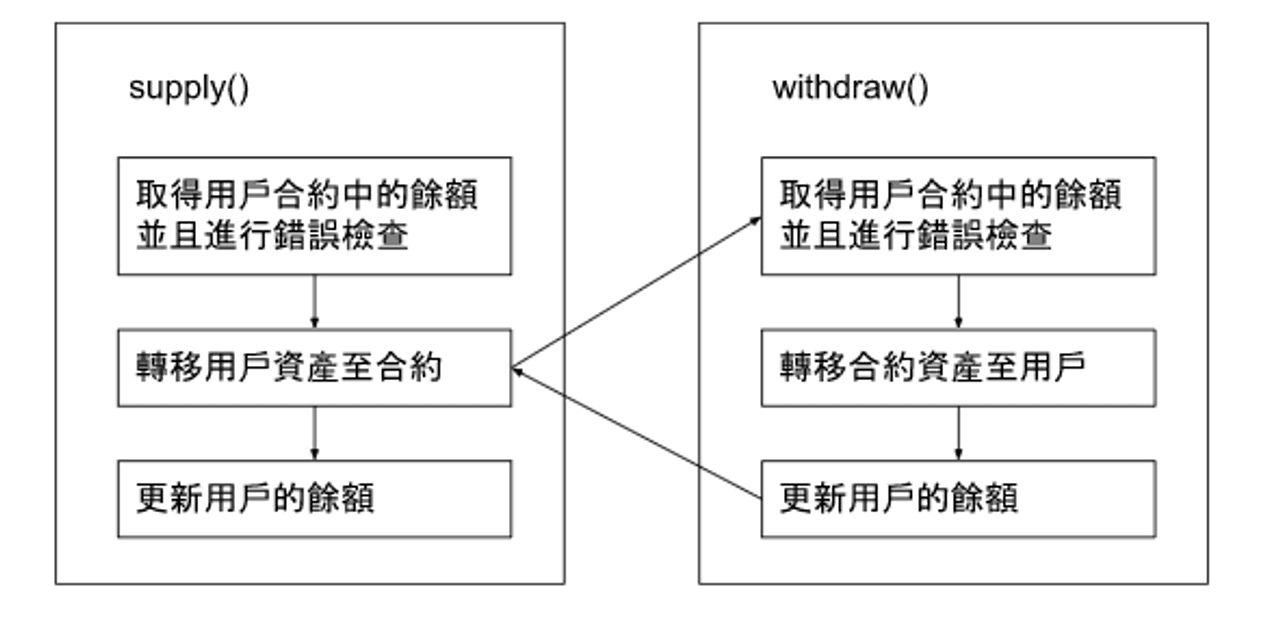 supply()
取得用戶合約中的餘額
並且進行錯誤檢查
轉移用戶資產至合約
更新用戶的餘額
withdraw()
取得用戶合約中的餘額
並且進行錯誤檢查
轉移合約資產至用戶
更新用戶的餘額